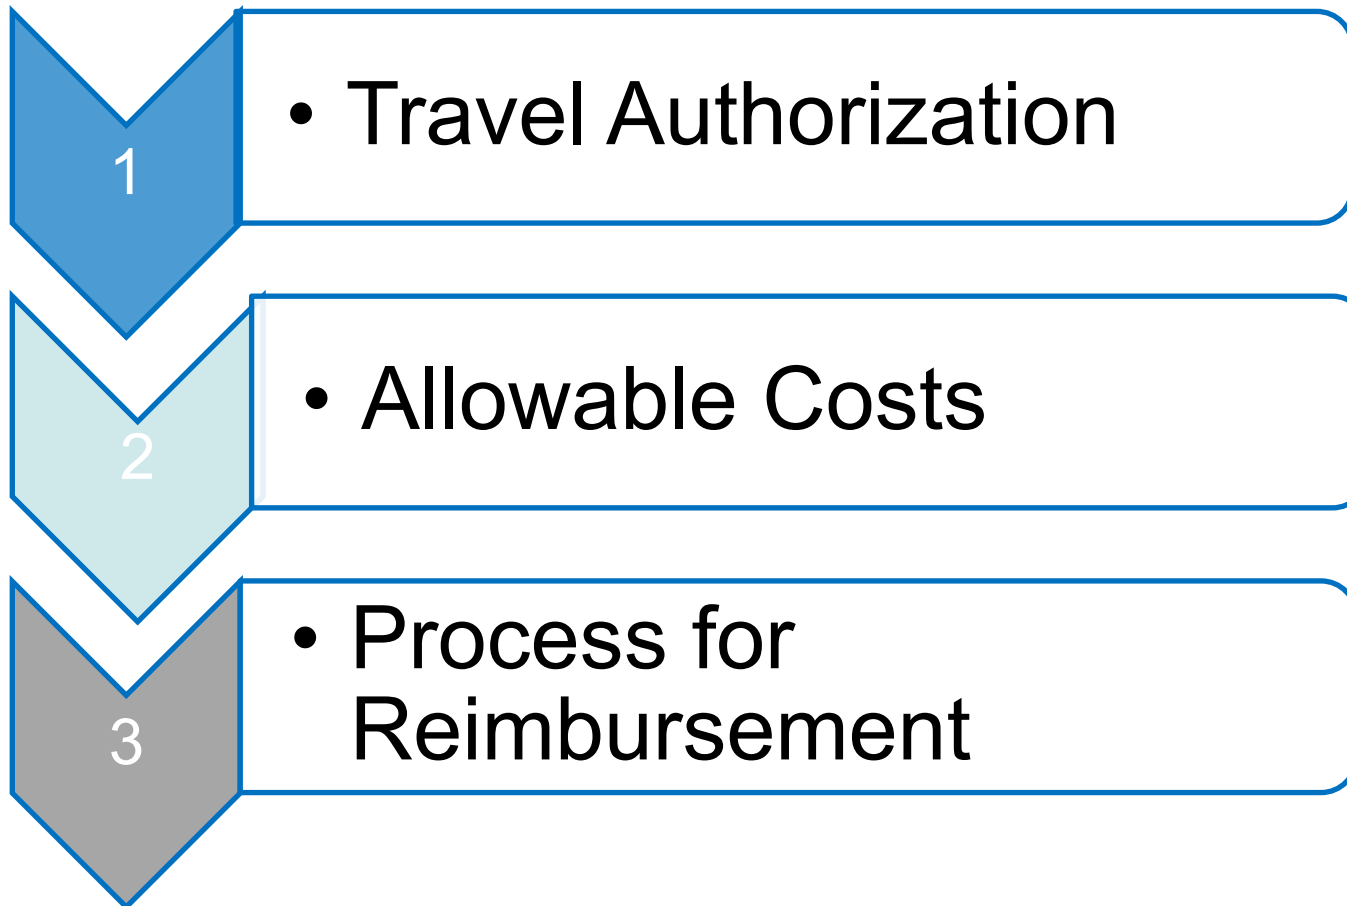 1
• Travel Authorization
2
• Allowable Costs
3
• Process for
Reimbursement